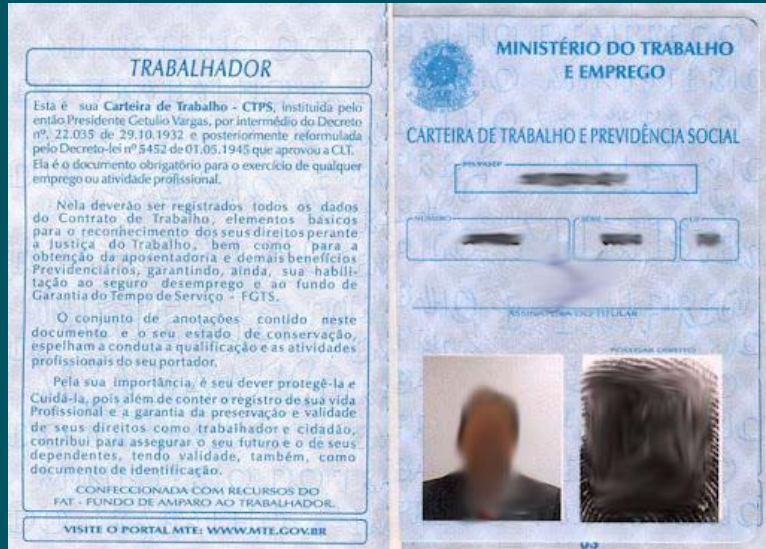 TRABALHADOR
Esta é sua Carteira de Trabalho - CTPS, instituída pelo
então Presidente Getulio Vargas, por intermédio do Decreto
nº. 22.035 de 29.10.1932 e posteriormente reformulada
pelo Decreto-lei nº 5452 de 01.05.1945 que aprovou a CLT.
Ela é o documento obrigatório para o exercício de qualquer
emprego ou atividade profissional.
Nela deverão ser registrados todos os dados
do Contrato de Trabalho, elementos básicos
para o reconhecimento dos seus direitos perante
a Justiça do Trabalho, bem como para a
obtenção da aposentadoria e demais benefícios
Previdenciários, garantindo, ainda, sua habili-
tação ao seguro desemprego e ao fundo de
Garantia do Tempo de Serviço - FGTS.
O conjunto de anotações contido neste
documento e o seu estado de conservação,
espelham a conduta a qualificação e as atividades
profissionais do seu portador.
Pela sua importância, é seu dever protegê-la e
Cuidá-la, pois além de conter o registro de sua vida
Profissional e a garantia da preservação e validade
de seus direitos como trabalhador e cidadão,
contribui para assegurar o seu futuro e o de seus
dependentes, tendo validade, também, como
documento de identificação.
CONFECCIONADA COM RECURSOS DO
FAT - FUNDO DE AMPARO AO TRABALHADOR.
VISITE O PORTAL MTE: WWW.MTE.GOV.BR
MINISTÉRIO DO TRABALHO
E EMPREGO
CARTEIRA DE TRABALHO E PREVIDÊNCIA SOCIAL
PIS/PASEP
NÚMERO SÉRIE UF
ASSINATURA DO TITULAR
POLEGAR DIREITO